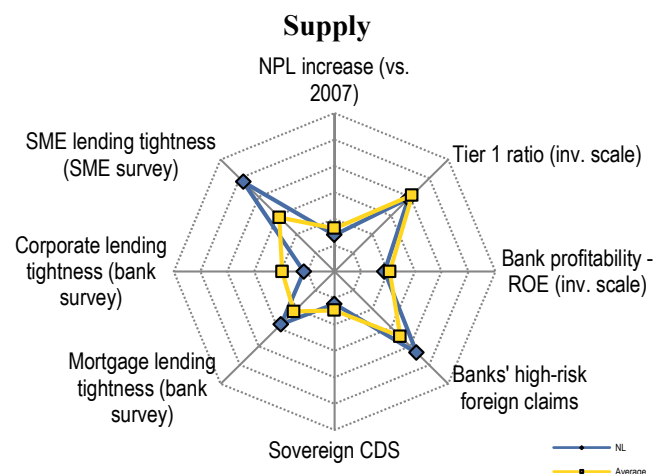 Supply
NPL increase (vs.
2007)
Tier 1 ratio (inv. scale)
Bank profitability -
ROE (inv. scale)
Banks' high-risk
foreign claims
Sovereign CDS
Mortgage lending
tightness (bank
survey)
Corporate lending
tightness (bank
survey)
SME lending tightness
(SME survey)
NL
Average